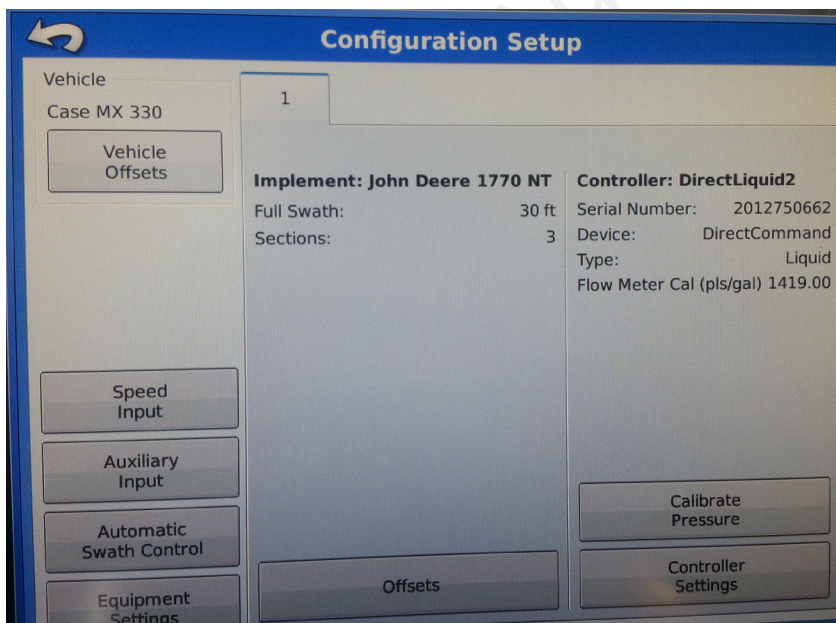 Configuration Setup
Vehicle
Case MX 330
Vehicle
Offsets
1
Implement: John Deere 1770 NT
Full Swath: 30 ft
Sections: 3
Controller: DirectLiquid2
Serial Number: 2012750662
Device: DirectCommand
Type: Liquid
Flow Meter Cal (pls/gal) 1419.00
Speed
Input
Auxiliary
Input
Automatic
Swath Control
Equipment
Settings
Offsets
Calibrate
Pressure
Controller
Settings